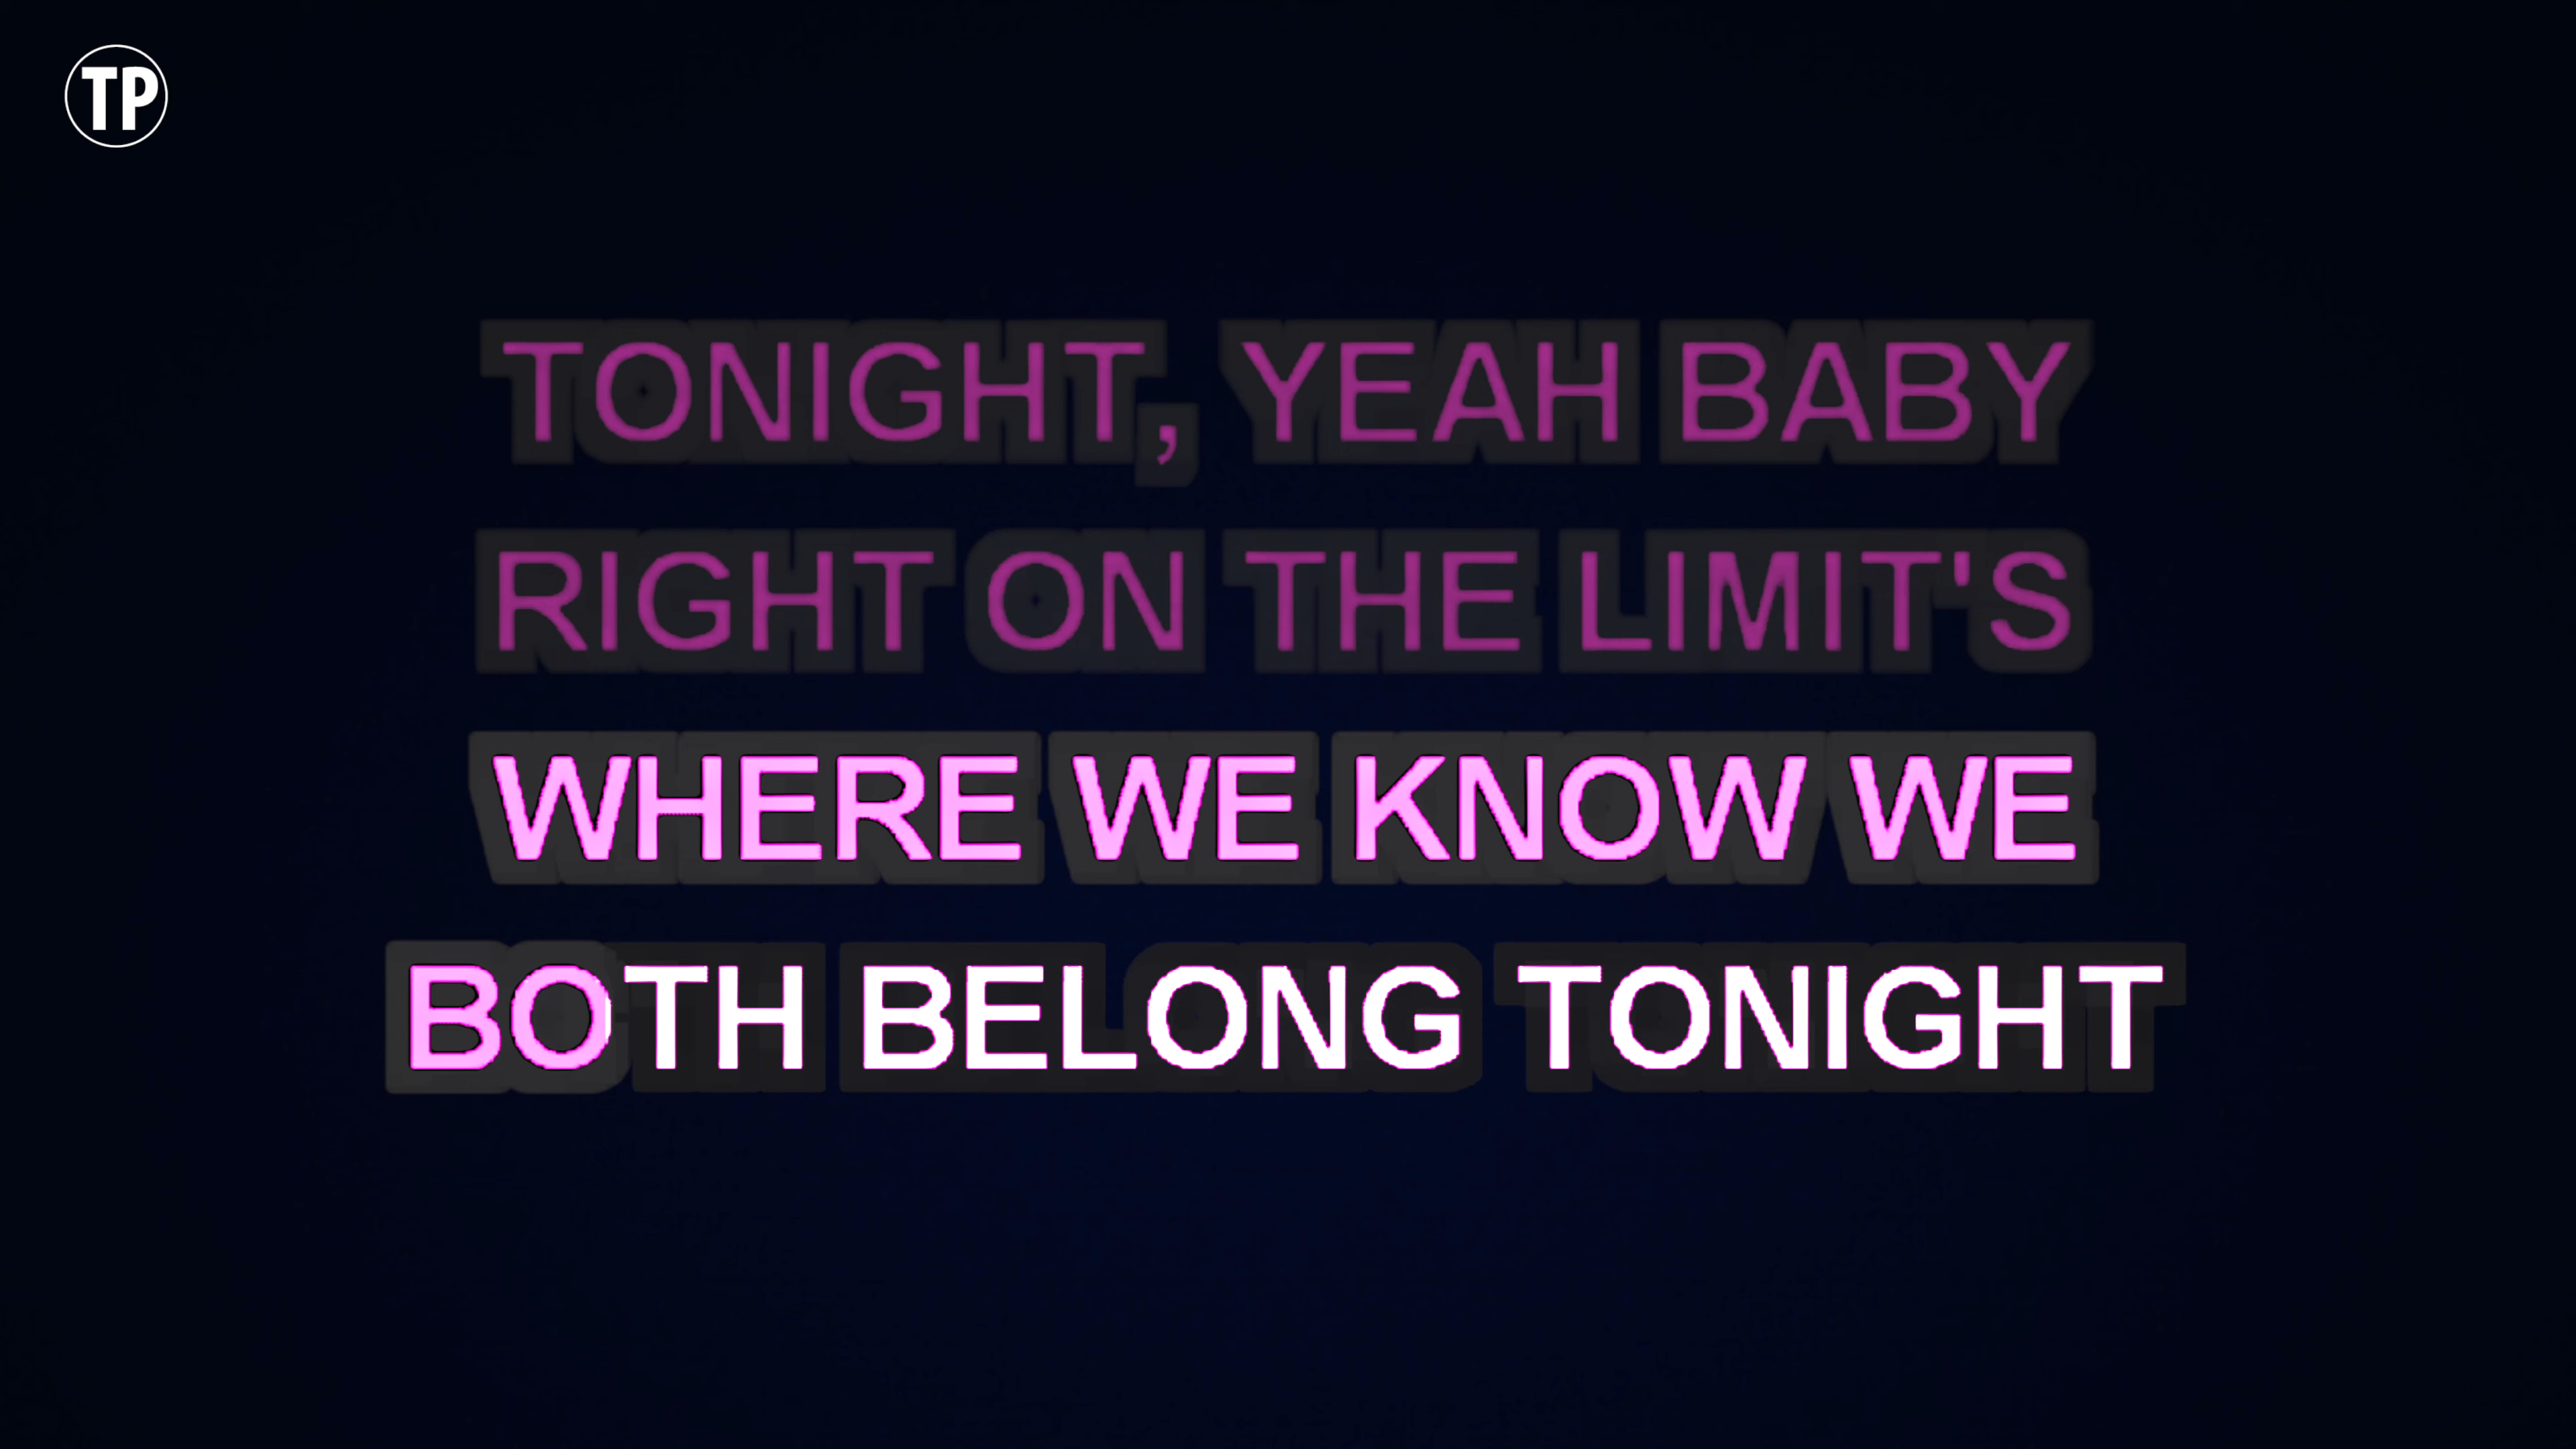 TP
TONIGHT, YEAH BABY
RIGHT ON THE LIMIT'S
WHERE WE KNOW WE
BOTH BELONG TONIGHT